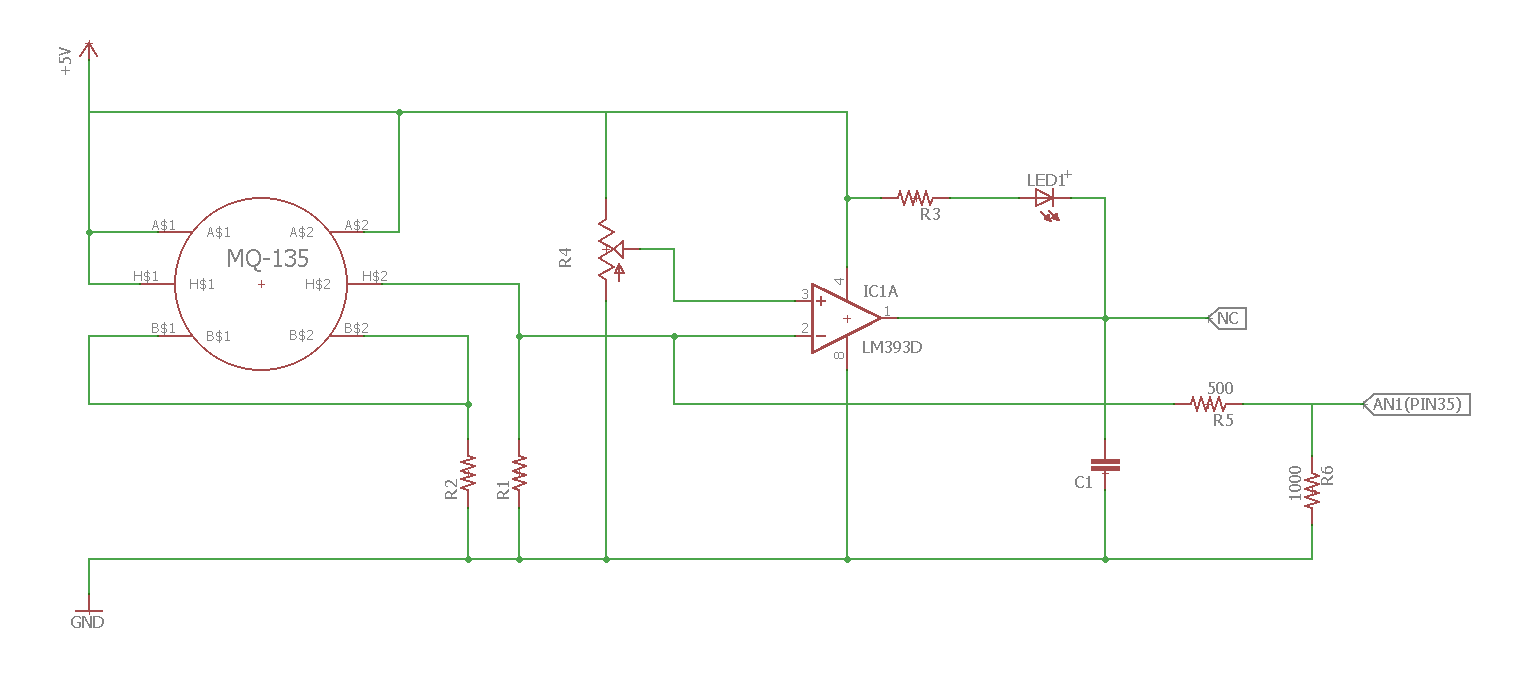 +5V
A$1
A$1
A$2
A$2
MQ-135
H$1
H$1
H$2
H$2
B$1
B$1
B$2
B$2
R4
R3
LED1
4
IC1A
3
1
2
8
LM393D
NC
500
R5
AN1(PIN35)
R2
R1
C1
1000
R6
GND